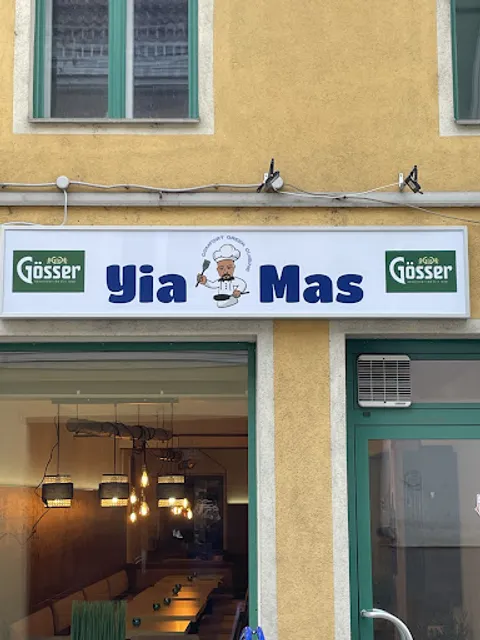 Gösser
yia Mas
COMFORT GREEK CUISINE
Gösser